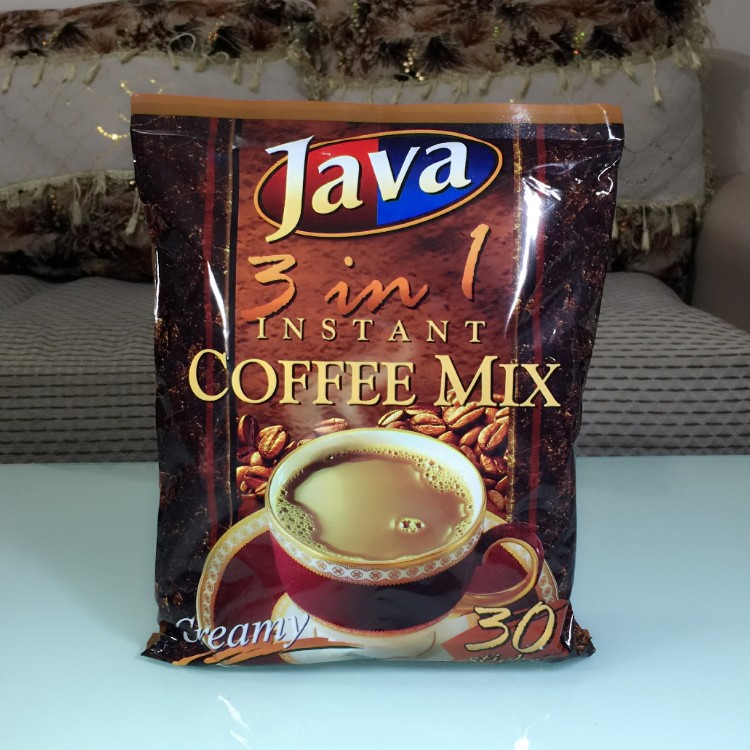 Java
3 in 1
INSTANT
COFFEE MIX
Creamy
30